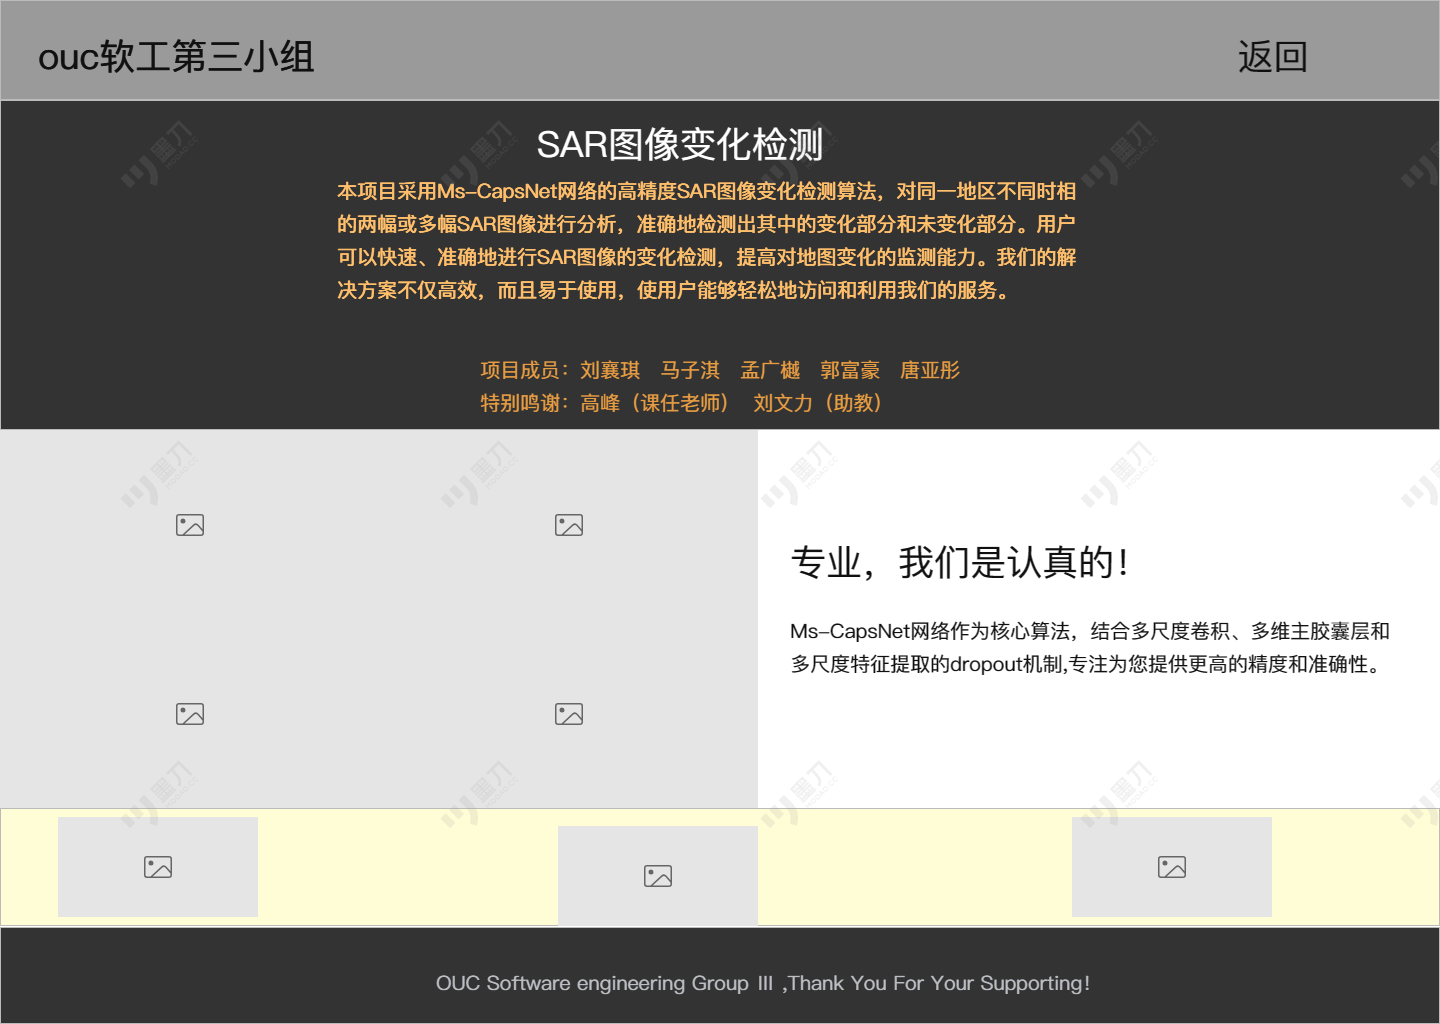 ouc软工第三小组
返回
SAR图像变化检测
本项目采用Ms-CapsNet网络的高精度SAR图像变化检测算法，对同一地区不同时相
的两幅或多幅SAR图像进行分析，准确地检测出其中的变化部分和未变化部分。用户
可以快速、准确地进行SAR图像的变化检测，提高对地图变化的监测能力。我们的解
决方案不仅高效，而且易于使用，使用户能够轻松地访问和利用我们的服务。
项目成员：刘襄琪 马子淇 孟广樾 郭富豪 唐亚彤
特别鸣谢：高峰（课任老师） 刘文力（助教）
专业，我们是认真的！
Ms-CapsNet网络作为核心算法，结合多尺度卷积、多维主胶囊层和
多尺度特征提取的dropout机制,专注为您提供更高的精度和准确性。
OUC Software engineering Group Ⅲ ,Thank You For Your Supporting！
墨刀